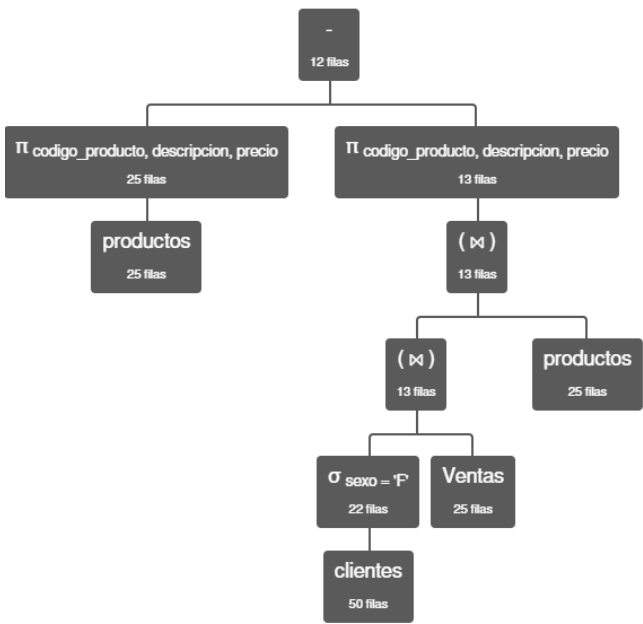 -
12 filas
π codigo_producto, descripcion, precio
25 filas
π codigo_producto, descripcion, precio
13 filas
productos
25 filas
( ⋈ )
13 filas
( ⋈ )
13 filas
productos
25 filas
σ sexo = 'F'
22 filas
Ventas
25 filas
clientes
50 filas